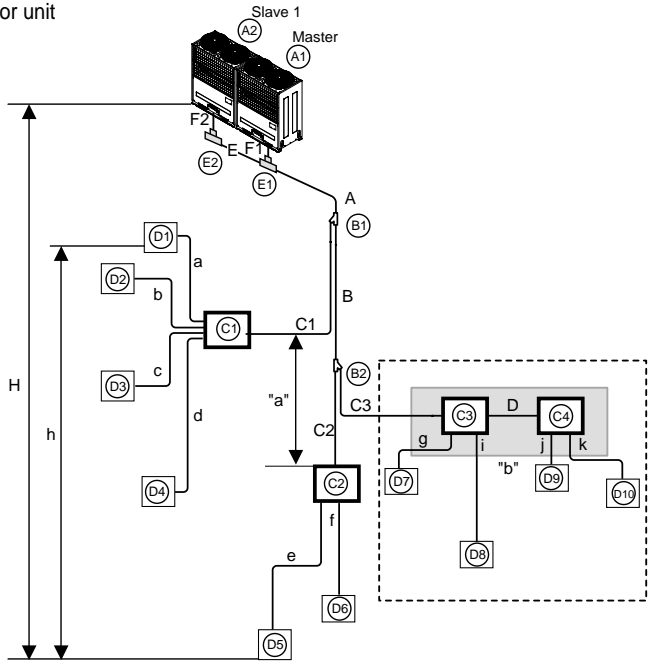 or unit
Slave 1
A2
Master
A1
F2
E
F1
E2
E1
A
B1
D1
a
D2
b
B
C1
C1
H
D3
c
B2
"a"
h
d
C3
C3
D
C4
C2
g
i
j
k
"b"
D4
C2
D7
D9
D10
f
e
D8
D6
D5